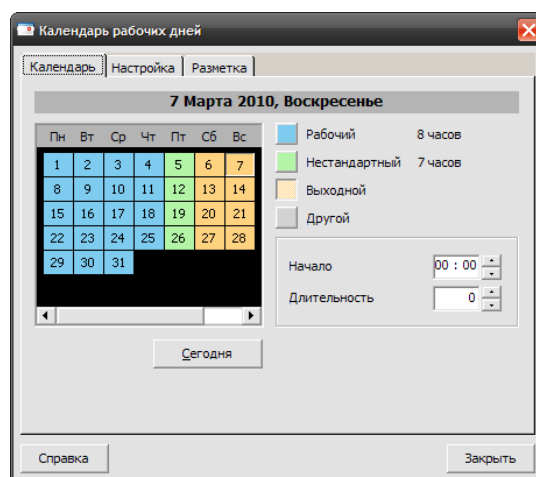 Календарь рабочих дней
Календарь Настройка Разметка
7 Марта 2010, Воскресенье
Пн Вт Ср Чт Пт Сб Вс
1 2 3 4 5 6 7
8 9 10 11 12 13 14
15 16 17 18 19 20 21
22 23 24 25 26 27 28
29 30 31
Рабочий 8 часов
Нестандартный 7 часов
Выходной
Другой
Начало 00 : 00
Длительность 0
Сегодня
Справка Закрыть